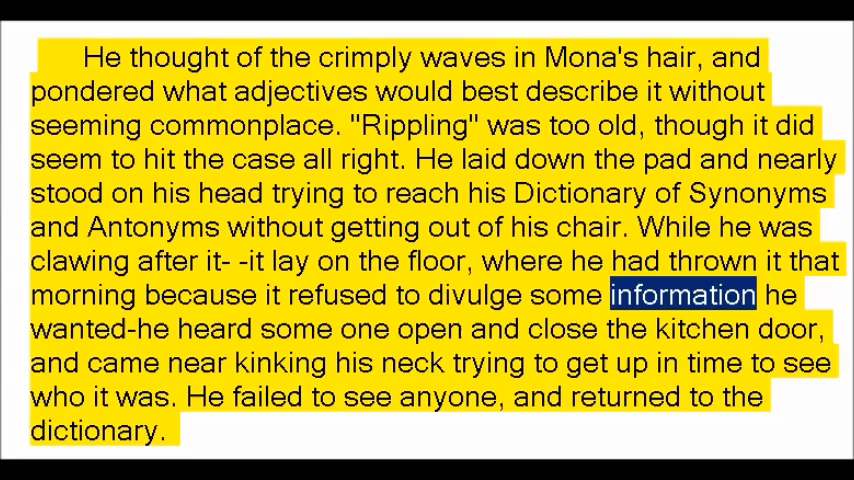 He thought of the crimply waves in Mona's hair, and
pondered what adjectives would best describe it without
seeming commonplace. "Rippling" was too old, though it did
seem to hit the case all right. He laid down the pad and nearly
stood on his head trying to reach his Dictionary of Synonyms
and Antonyms without getting out of his chair. While he was
clawing after it- -it lay on the floor, where he had thrown it that
morning because it refused to divulge some information he
wanted-he heard some one open and close the kitchen door,
and came near kinking his neck trying to get up in time to see
who it was. He failed to see anyone, and returned to the
dictionary.